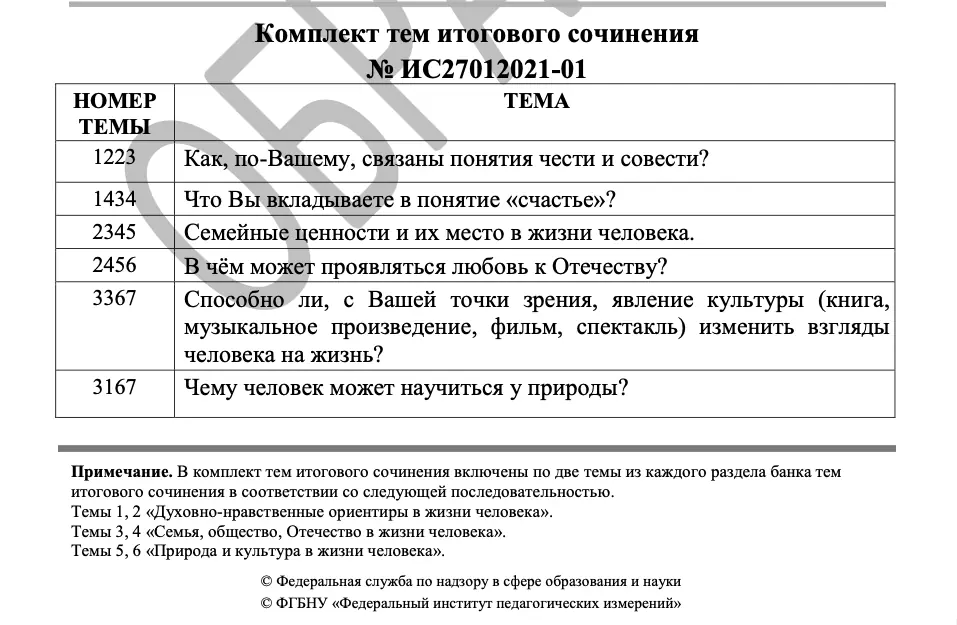 Комплект тем итогового сочинения
№ ИС27012021-01
НОМЕР ТЕМЫ ТЕМА
1223 Как, по-Вашему, связаны понятия чести и совести?
1434 Что Вы вкладываете в понятие «счастье»?
2345 Семейные ценности и их место в жизни человека.
2456 В чём может проявляться любовь к Отечеству?
3367 Способно ли, с Вашей точки зрения, явление культуры (книга,
музыкальное произведение, фильм, спектакль) изменить взгляды
человека на жизнь?
3167 Чему человек может научиться у природы?
Примечание. В комплект тем итогового сочинения включены по две темы из каждого раздела банка тем
итогового сочинения в соответствии со следующей последовательностью.
Темы 1, 2 «Духовно-нравственные ориентиры в жизни человека».
Темы 3, 4 «Семья, общество, Отечество в жизни человека».
Темы 5, 6 «Природа и культура в жизни человека».
© Федеральная служба по надзору в сфере образования и науки
© ФГБНУ «Федеральный институт педагогических измерений»